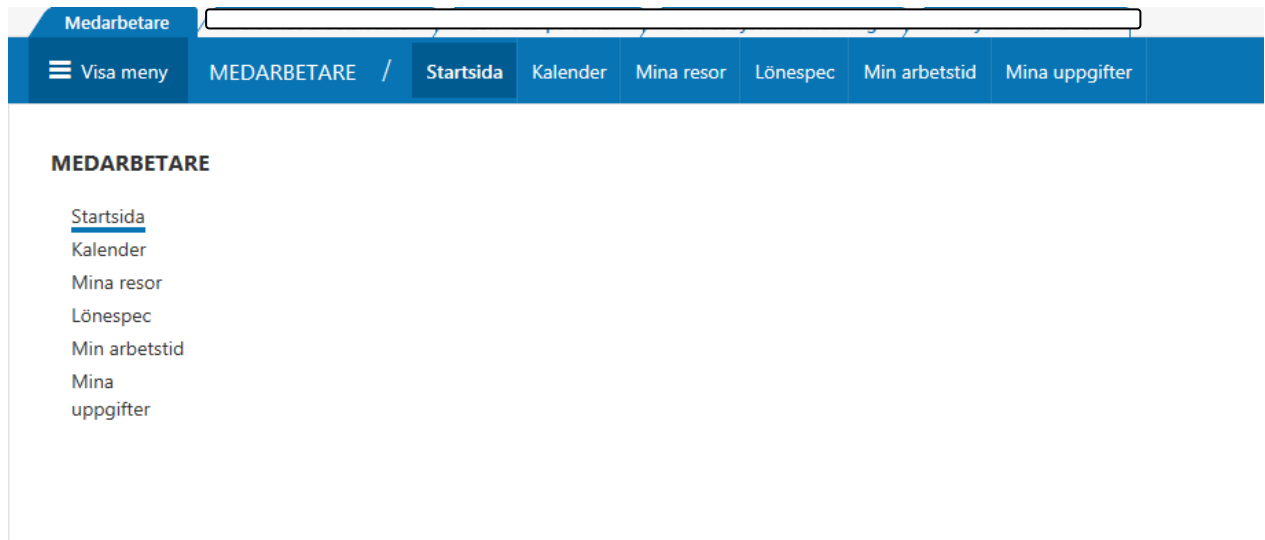 Medarbetare
Visa meny MEDARBETARE / Startsida Kalender Mina resor Lönespec Min arbetstid Mina uppgifter
MEDARBETARE
Startsida
Kalender
Mina resor
Lönespec
Min arbetstid
Mina
uppgifter